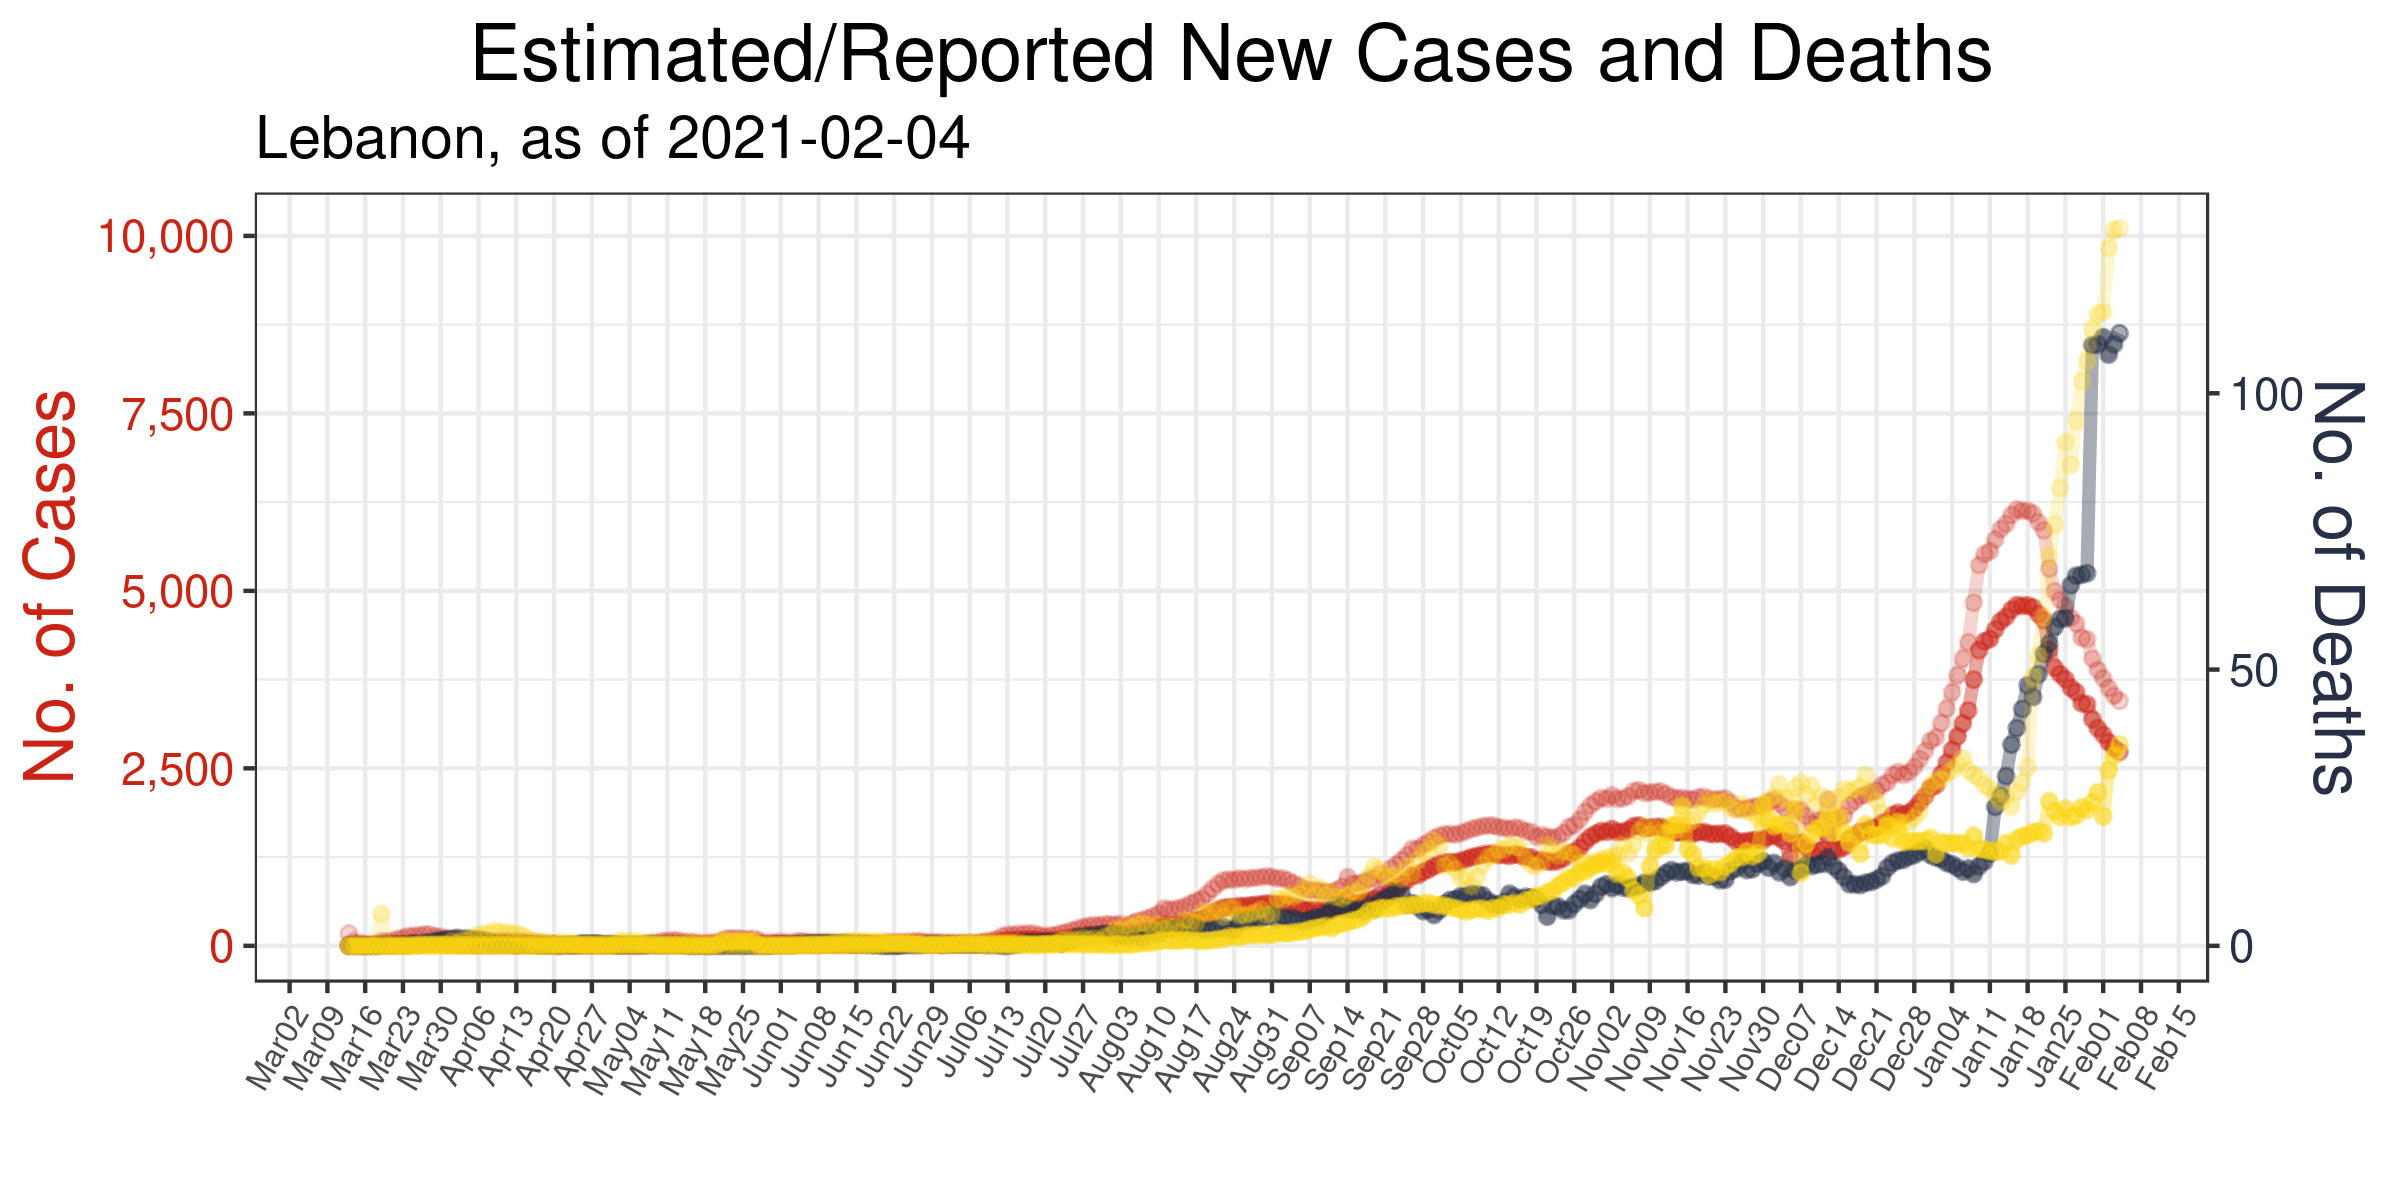 Estimated/Reported New Cases and Deaths
Lebanon, as of 2021-02-04
No. of Cases
10,000
7,500
5,000
2,500
0
100
50
0
No. of Deaths
Mar02
Mar09
Mar16
Mar23
Mar30
Apr06
Apr13
Apr20
Apr27
May04
May11
May18
May25
Jun01
Jun08
Jun15
Jun22
Jun29
Jul06
Jul13
Jul20
Jul27
Aug03
Aug10
Aug17
Aug24
Aug31
Sep07
Sep14
Sep21
Sep28
Oct05
Oct12
Oct19
Oct26
Nov02
Nov09
Nov16
Nov23
Nov30
Dec07
Dec14
Dec21
Dec28
Jan04
Jan11
Jan18
Jan25
Feb01
Feb08
Feb15